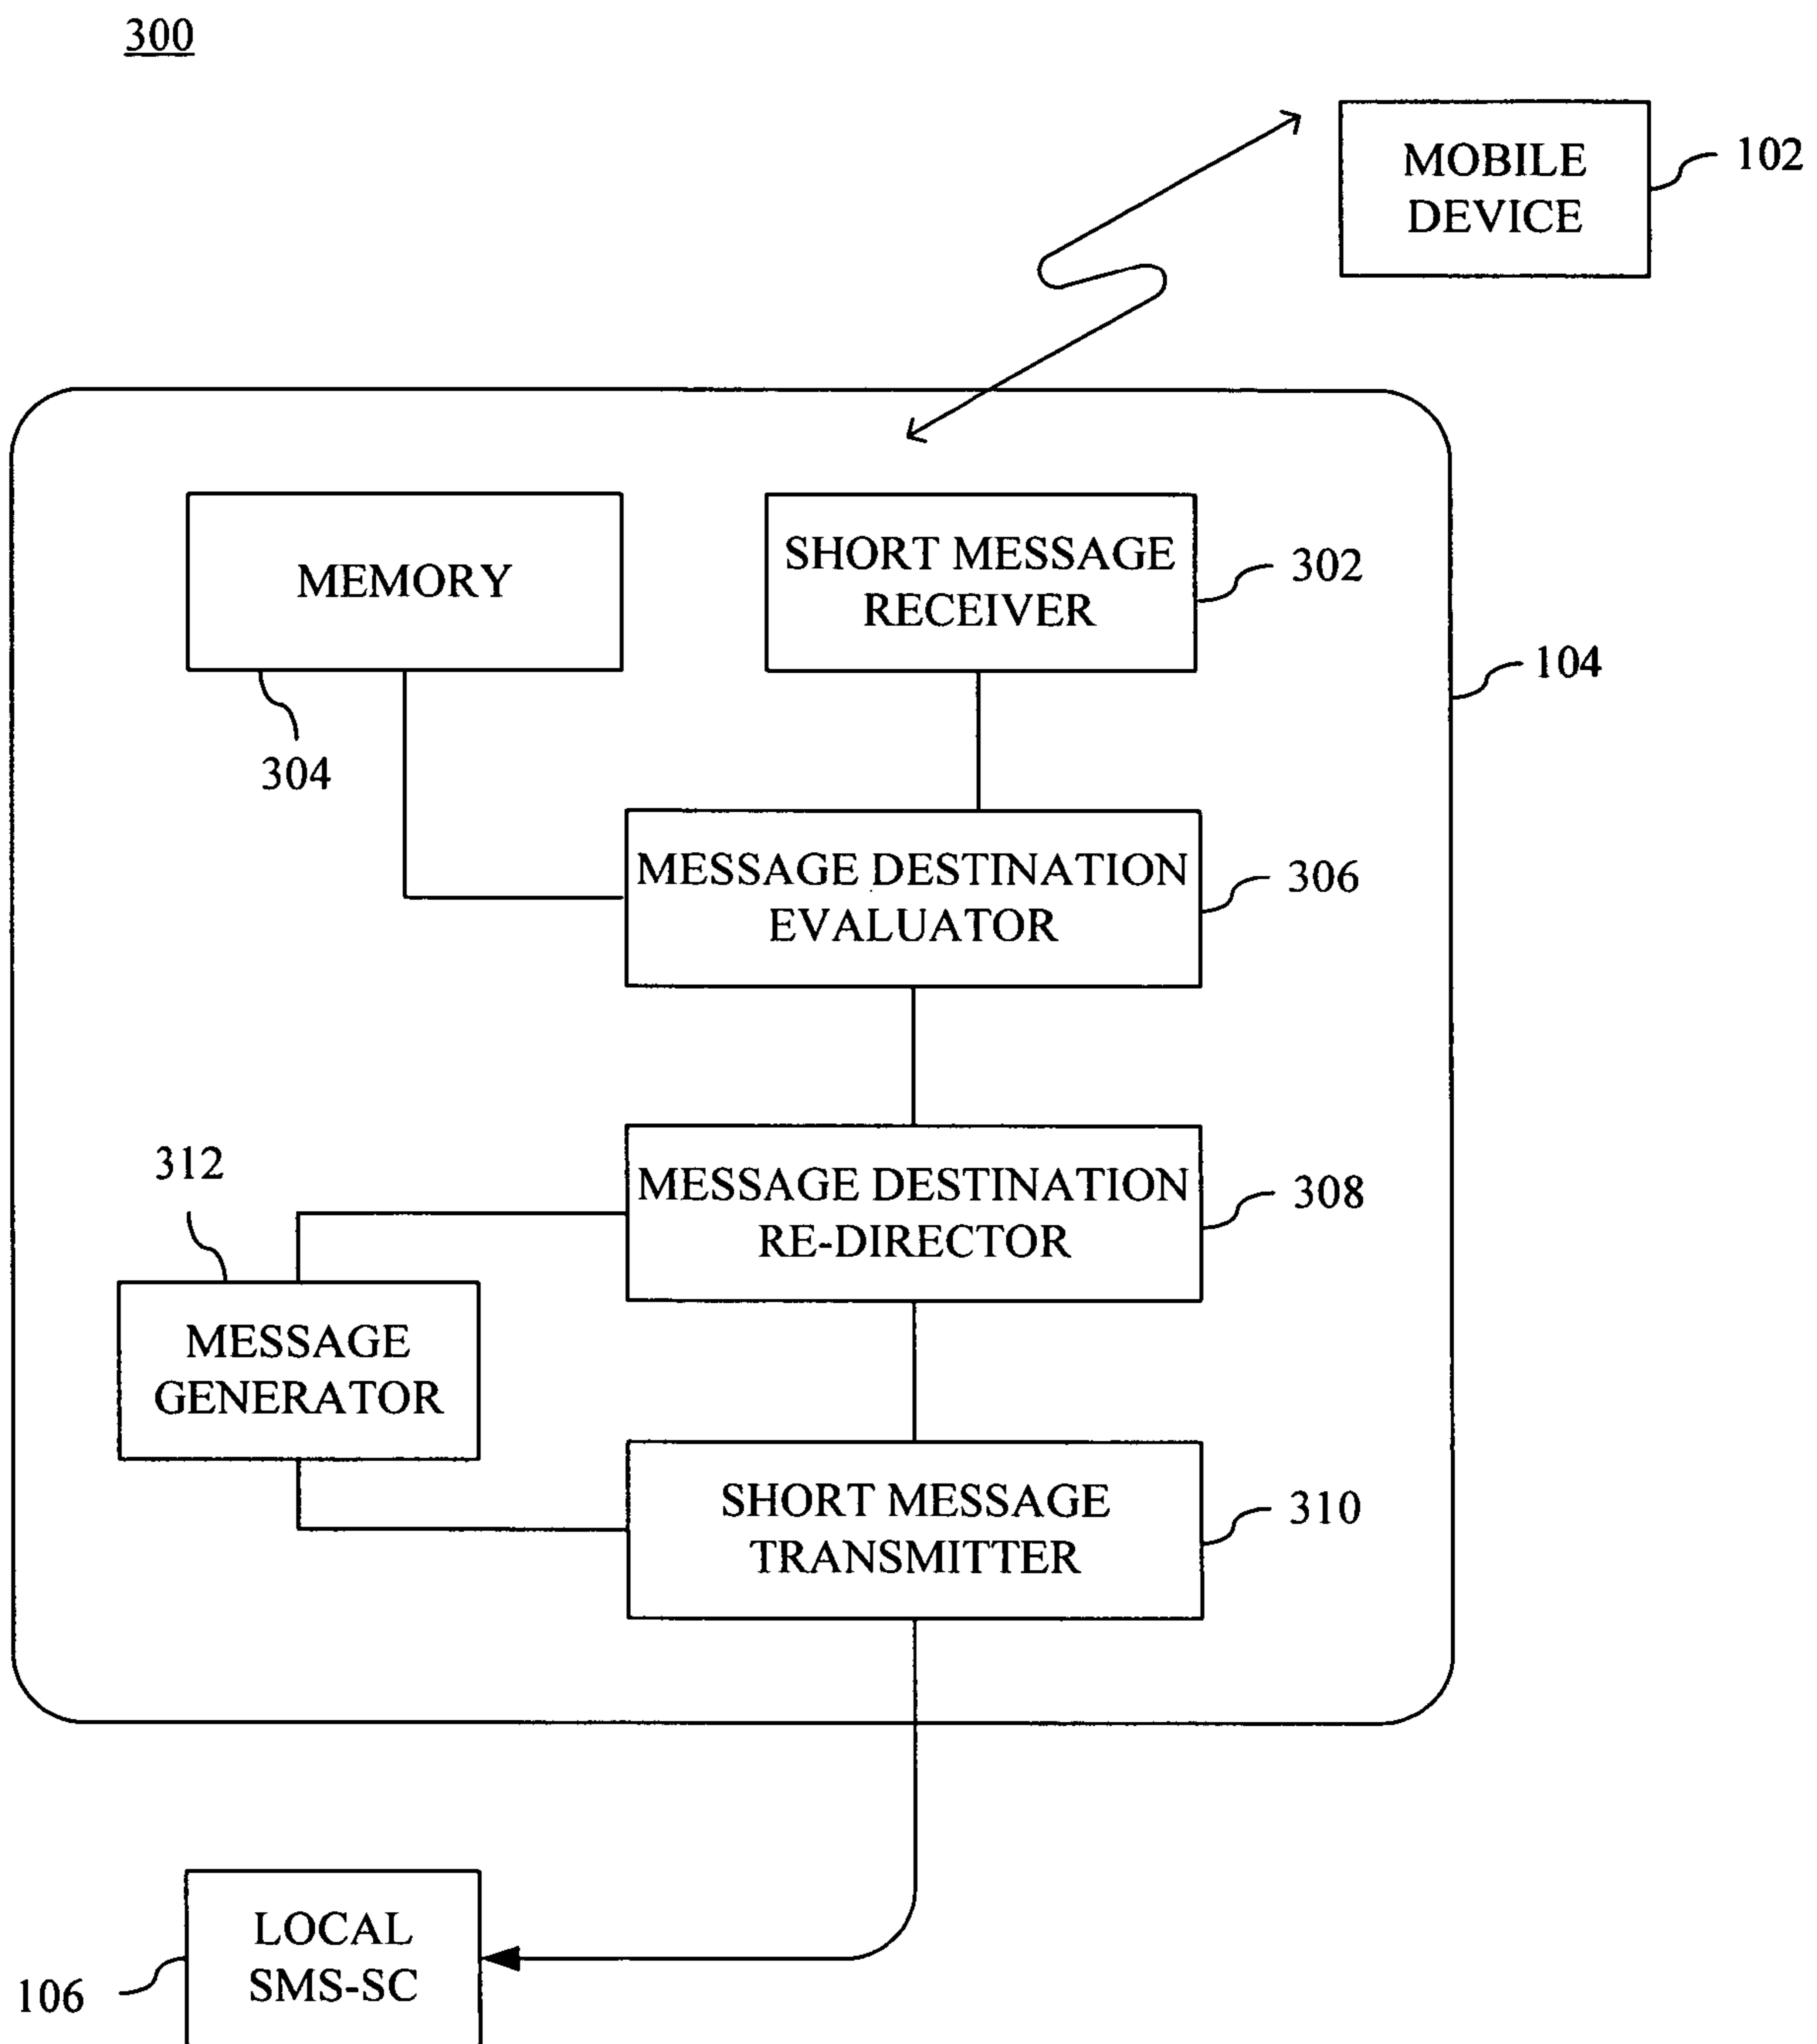 300
MOBILE
DEVICE
102
MEMORY
SHORT MESSAGE
RECEIVER
302
104
304
MESSAGE DESTINATION
EVALUATOR
306
312
MESSAGE DESTINATION
RE-DIRECTOR
308
MESSAGE
GENERATOR
SHORT MESSAGE
TRANSMITTER
310
LOCAL
SMS-SC
106